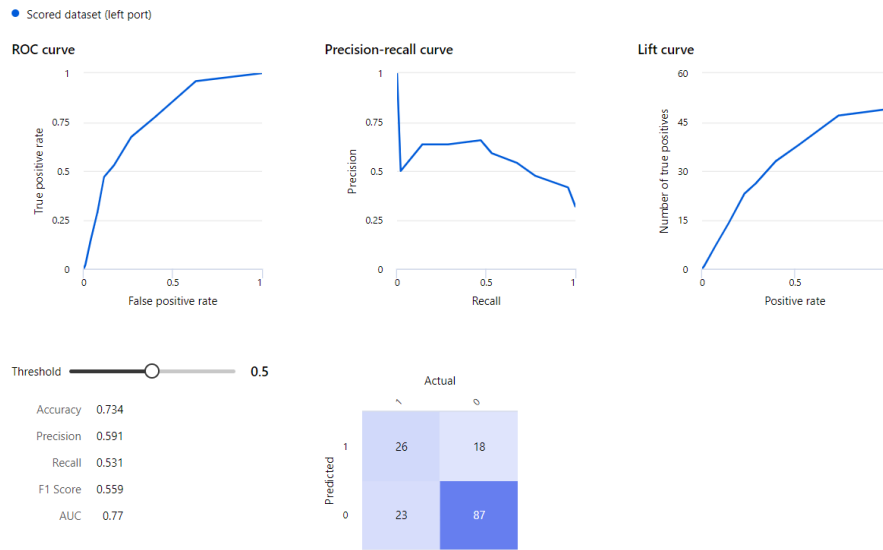 Scored dataset (left port)
ROC curve
Precision-recall curve
Lift curve
1
0.75
0.5
0.25
0
True positive rate
0
0.5
1
False positive rate
1
0.75
0.5
0.25
0
Precision
0
0.5
1
Recall
60
45
30
15
0
Number of true positives
0
0.5
Positive rate
Threshold
0.5
Accuracy 0.734
Precision 0.591
Recall 0.531
F1 Score 0.559
AUC 0.77
Actual
1 0
Predicted
1 26 18
0 23 87